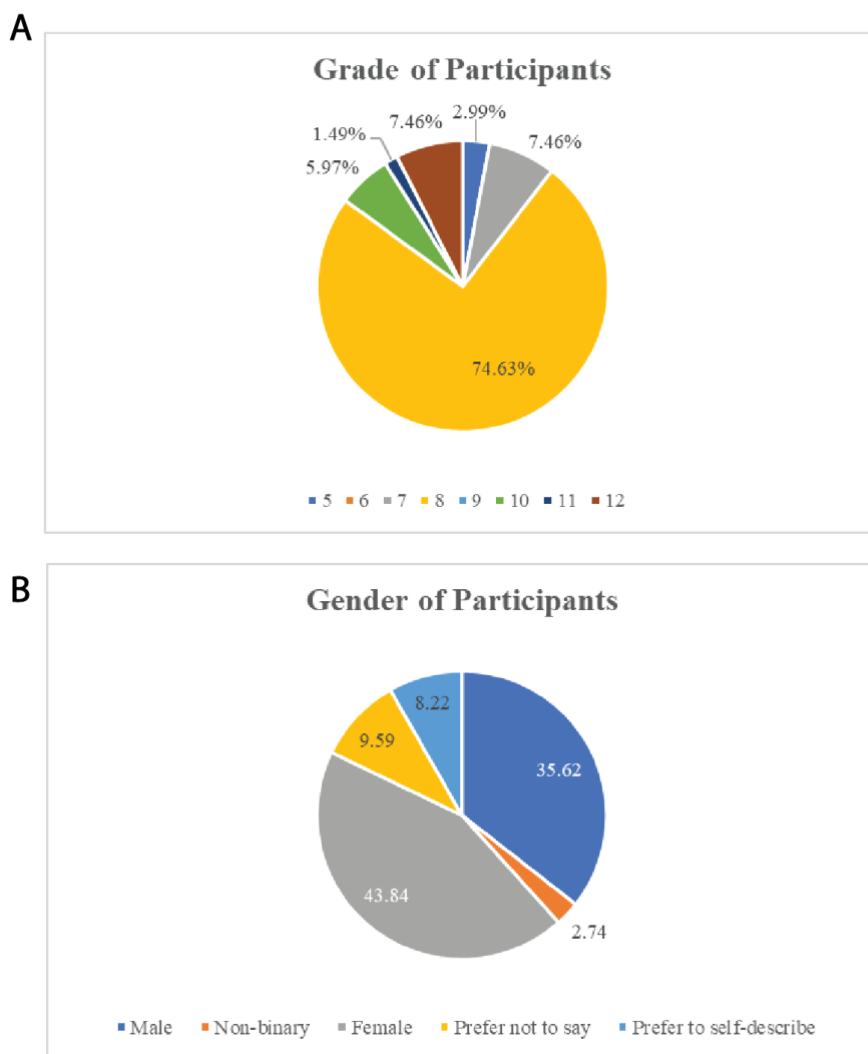 A
Grade of Participants
7.46% 2.99%
1.49% 7.46%
5.97%
74.63%
5 6 7 8 9 10 11 12
B
Gender of Participants
8.22
9.59
35.62
43.84
2.74
Male Non-binary Female Prefer not to say Prefer to self-describe